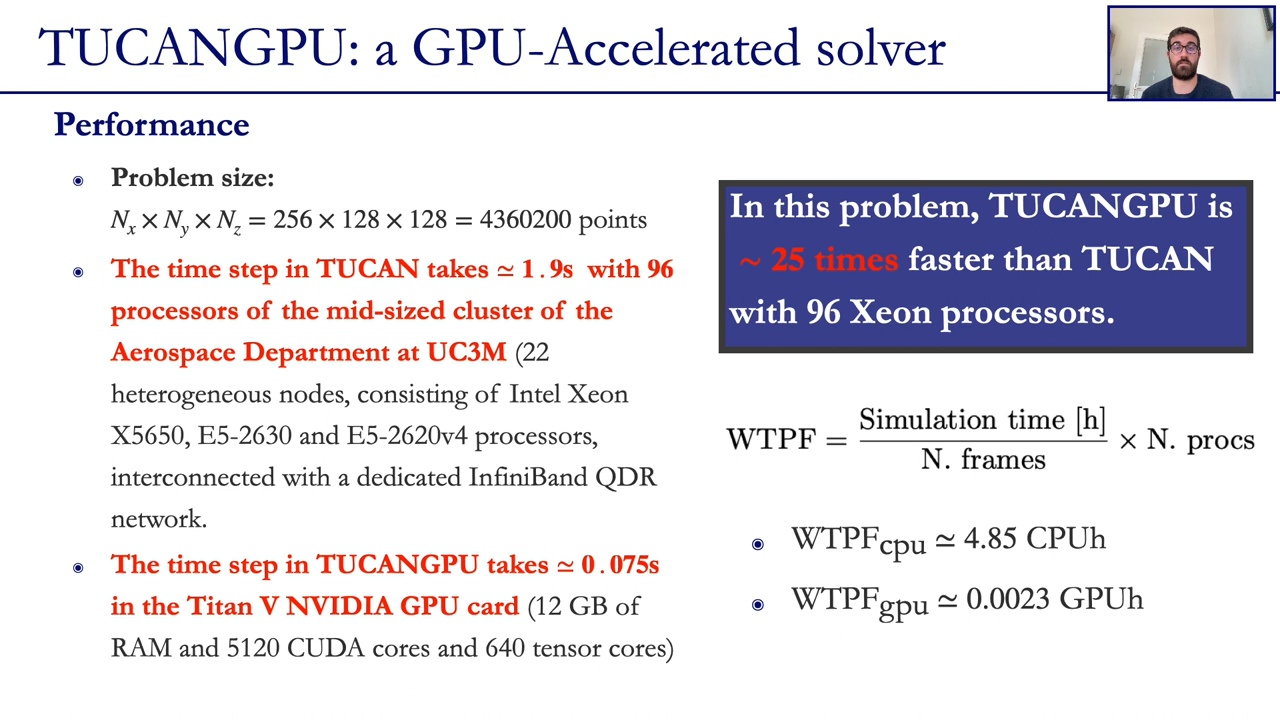 TUCANGPU: a GPU-Accelerated solver
Performance
Problem size:
Nx × Ny × Nz = 256 × 128 × 128 = 4360200 points
The time step in TUCAN takes ≃ 1.9s with 96
processors of the mid-sized cluster of the
Aerospace Department at UC3M (22
heterogeneous nodes, consisting of Intel Xeon
X5650, E5-2630 and E5-2620v4 processors,
interconnected with a dedicated InfiniBand QDR
network.
The time step in TUCANGPU takes ≃ 0.075s
in the Titan V NVIDIA GPU card (12 GB of
RAM and 5120 CUDA cores and 640 tensor cores)
In this problem, TUCANGPU is
~ 25 times faster than TUCAN
with 96 Xeon processors.
WTPF = Simulation time [h] / N. frames × N. procs
WTPFcpu ≃ 4.85 CPUh
WTPFgpu ≃ 0.0023 GPUh